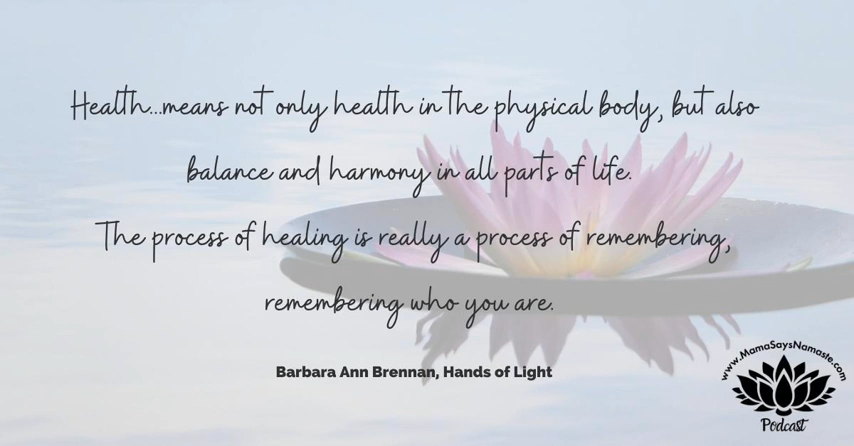 Health...means not only health in the physical body, but also
balance and harmony in all parts of life.
The process of healing is really a process of remembering,
remembering who you are.
Barbara Ann Brennan, Hands of Light
www.MamaSaysNamaste.com
Podcast